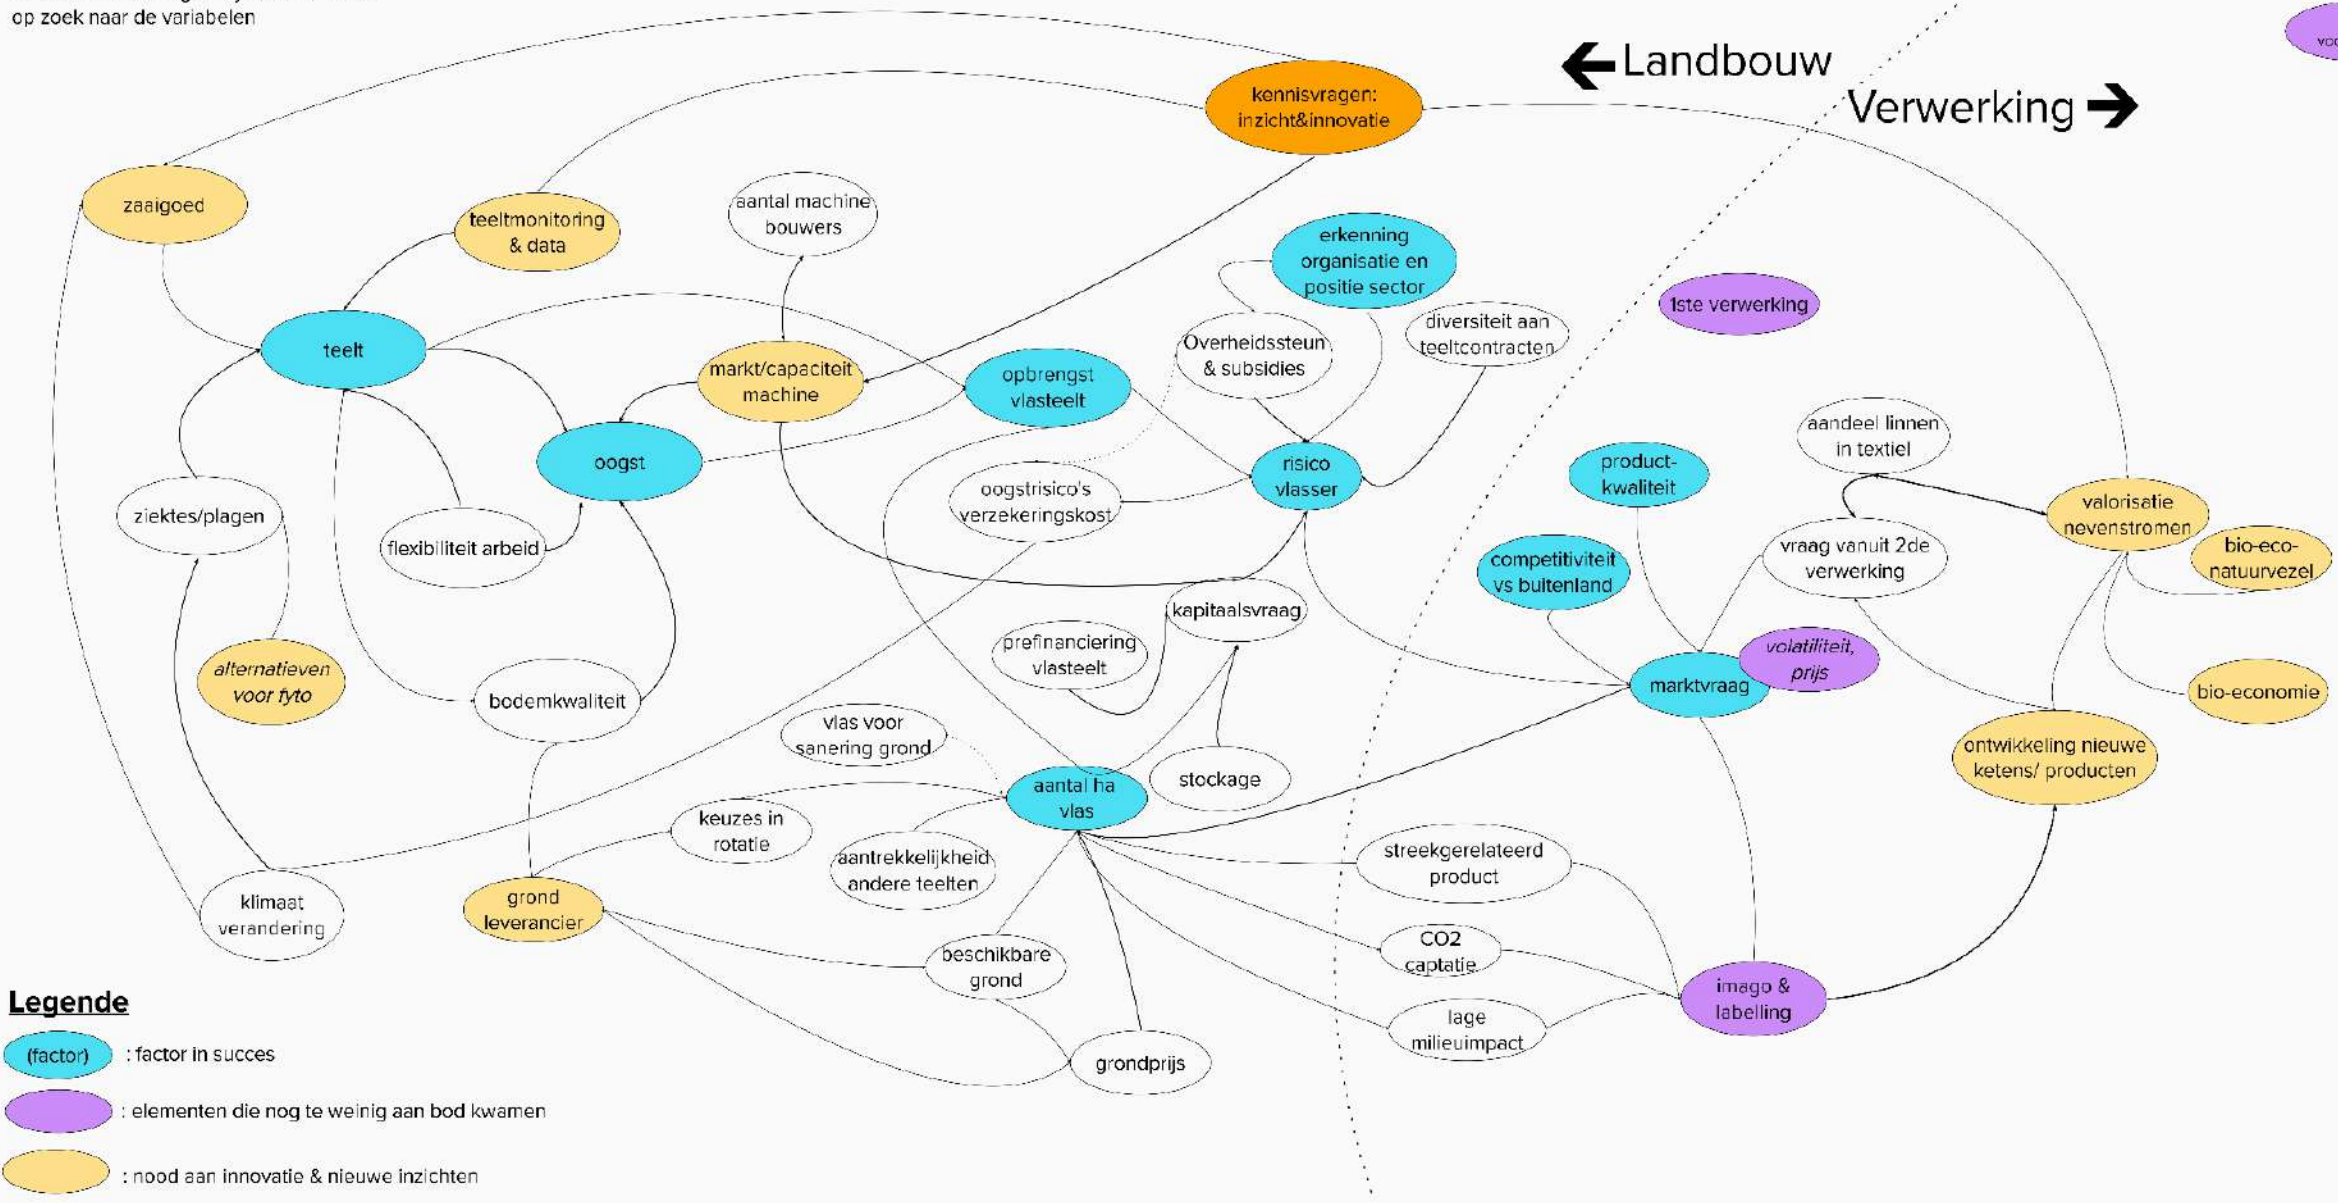 op zoek naar de variabelen
Landbouw
Verwerking
kennisvragen:
inzicht&innovatie
zaaigoed
teeltmonitoring
& data
aantal machine
bouwers
erkenning
organisatie en
positie sector
1ste verwerking
diversiteit aan
teeltcontracten
Overheidssteun
& subsidies
teelt
markt/capaciteit
machine
opbrengst
vlasteelt
aandeel linnen
in textiel
oogst
risico
vlasser
product-
kwaliteit
oogstrisico's
verzekeringskost
valorisatie
nevenstromen
ziektes/plagen
flexibiliteit arbeid
competitiviteit
vs buitenland
vraag vanuit 2de
verwerking
bio-eco-
natuurvezel
kapitaalsvraag
prefinanciering
vlasteelt
alternatieven
voor fyto
bodemkwaliteit
marktvraag
volatiliteit,
prijs
bio-economie
vlas voor
sanering grond
stockage
aantal ha
vlas
ontwikkeling nieuwe
ketens/ producten
keuzes in
rotatie
aantrekkelijkheid
andere teelten
streekgerelateerd
product
klimaat
verandering
grond
leverancier
beschikbare
grond
CO2
captatie
imago &
labelling
lage
milieuimpact
grondprijs
Legende
(factor) : factor in succes
: elementen die nog te weinig aan bod kwamen
: nood aan innovatie & nieuwe inzichten